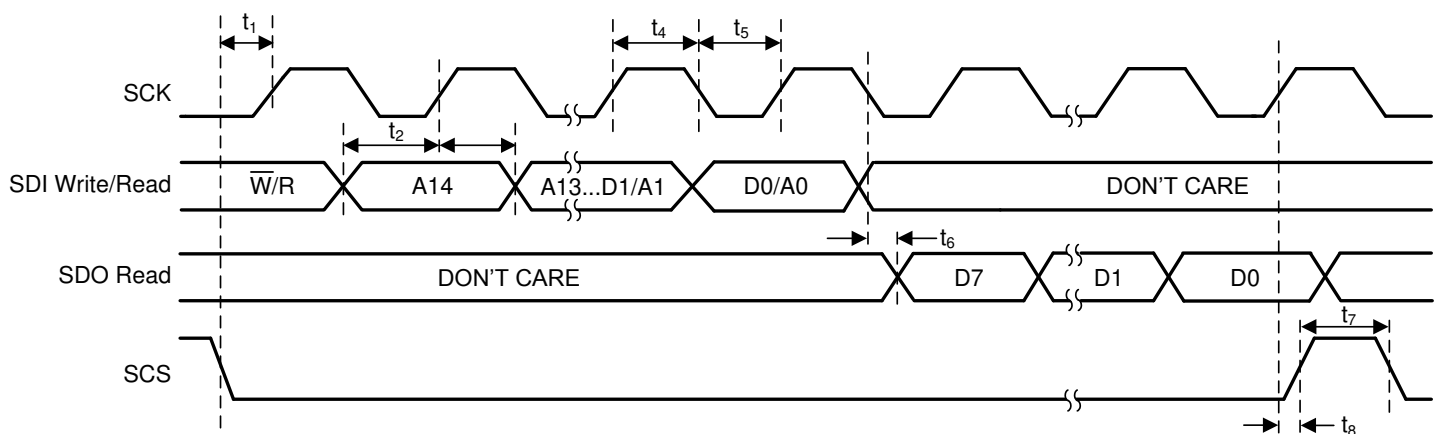 t1 t4 t5
SCK
t2
SDI Write/Read W/R A14 A13...D1/A1 D0/A0 DON'T CARE
t6
SDO Read DON'T CARE D7 D1 D0
t7
SCS
t8